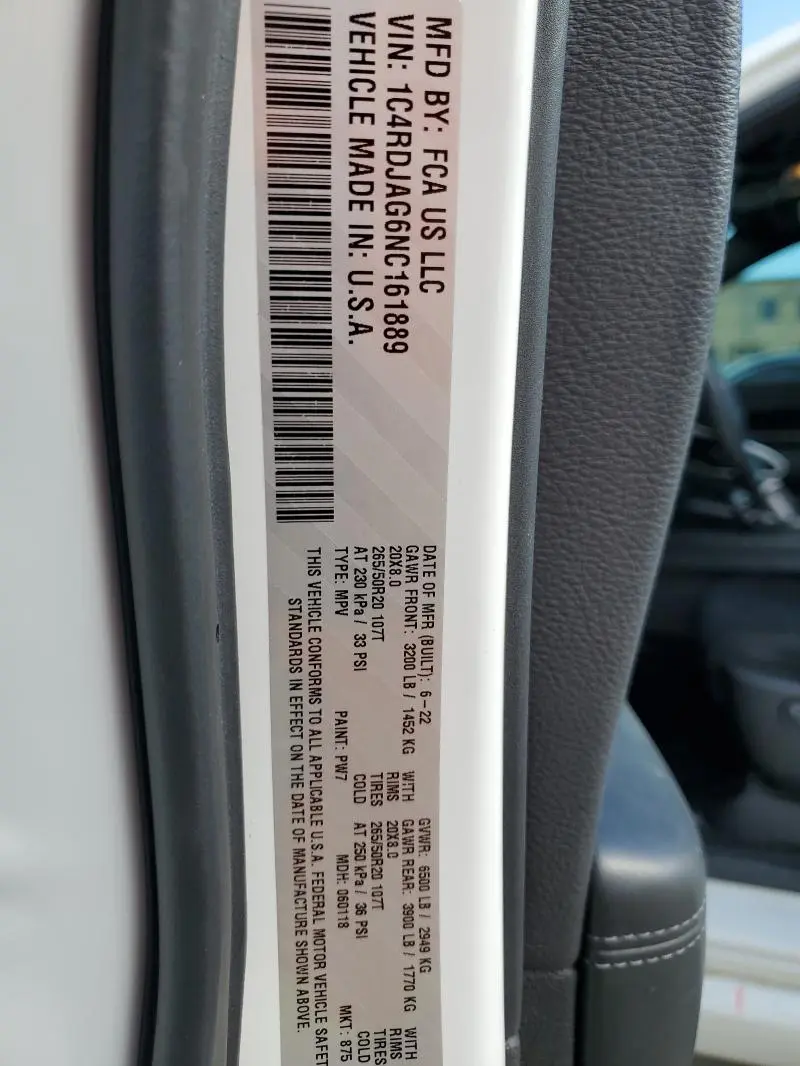 MFD BY: FCA US LLC
VIN: 1C4RDJAG6NC161889
VEHICLE MADE IN: U.S.A.
DATE OF MFR (BUILT): 6-22 GVWR: 6500 LB / 2949 KG
GAWR FRONT: 3200 LB / 1452 KG WITH GAWR REAR: 3900 LB / 1770 KG WITH
20X8.0 RIMS 20X8.0 RIMS
265/50R20 107T TIRES 265/50R20 107T TIRES
AT 230 kPa / 33 PSI COLD AT 250 kPa / 36 PSI COLD
TYPE: MPV PAINT: PW7 MDH: 060118 MKT: 875
THIS VEHICLE CONFORMS TO ALL APPLICABLE U.S.A. FEDERAL MOTOR VEHICLE SAFET
STANDARDS IN EFFECT ON THE DATE OF MANUFACTURE SHOWN ABOVE.